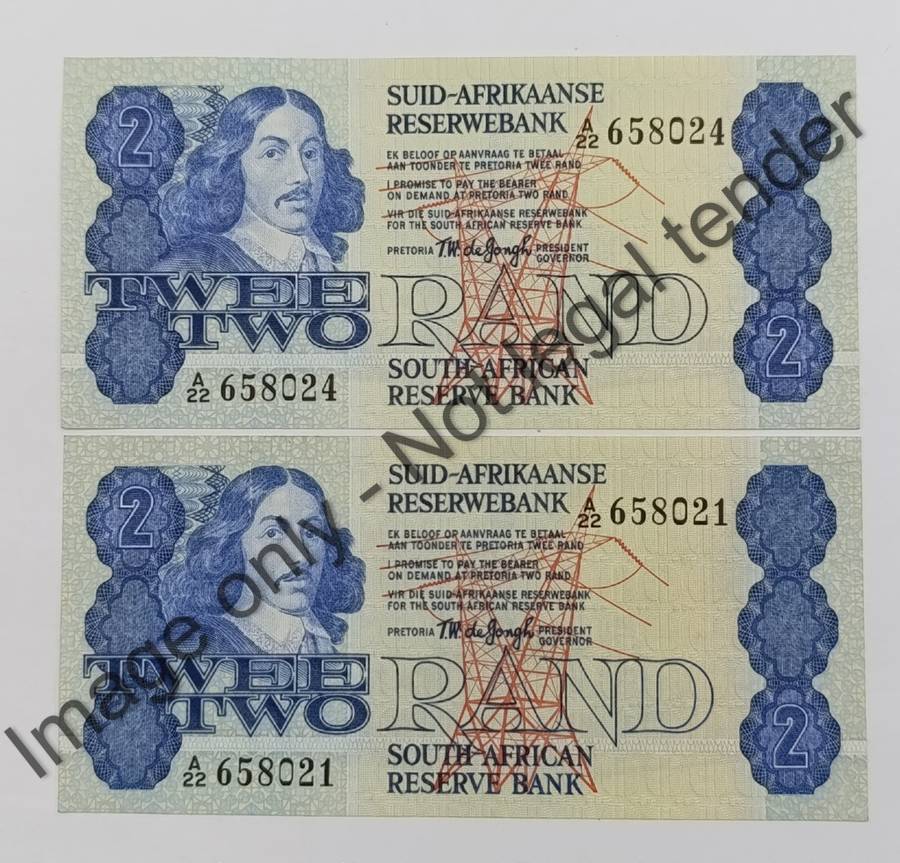 2
SUID-AFRIKAANSE
RESERWEBANK
A/22 658024
EK BELOOF OP AANVRAAG TE BETAAL
AAN TOONDER TE PRETORIA TWEE RAND
I PROMISE TO PAY THE BEARER
ON DEMAND AT PRETORIA TWO RAND
VIR DIE SUID-AFRIKAANSE RESERWEBANK
FOR THE SOUTH AFRICAN RESERVE BANK
PRETORIA T.W. de Jongh PRESIDENT
GOVERNOR
TWEE
TWO
RAND
2
SOUTH-AFRICAN
RESERVE BANK
A/22 658024
2
SUID-AFRIKAANSE
RESERWEBANK
A/22 658021
EK BELOOF OP AANVRAAG TE BETAAL
AAN TOONDER TE PRETORIA TWEE RAND
I PROMISE TO PAY THE BEARER
ON DEMAND AT PRETORIA TWO RAND
VIR DIE SUID-AFRIKAANSE RESERWEBANK
FOR THE SOUTH AFRICAN RESERVE BANK
PRETORIA T.W. de Jongh PRESIDENT
GOVERNOR
TWEE
TWO
RAND
2
SOUTH-AFRICAN
RESERVE BANK
A/22 658021
Image only - Not legal tender